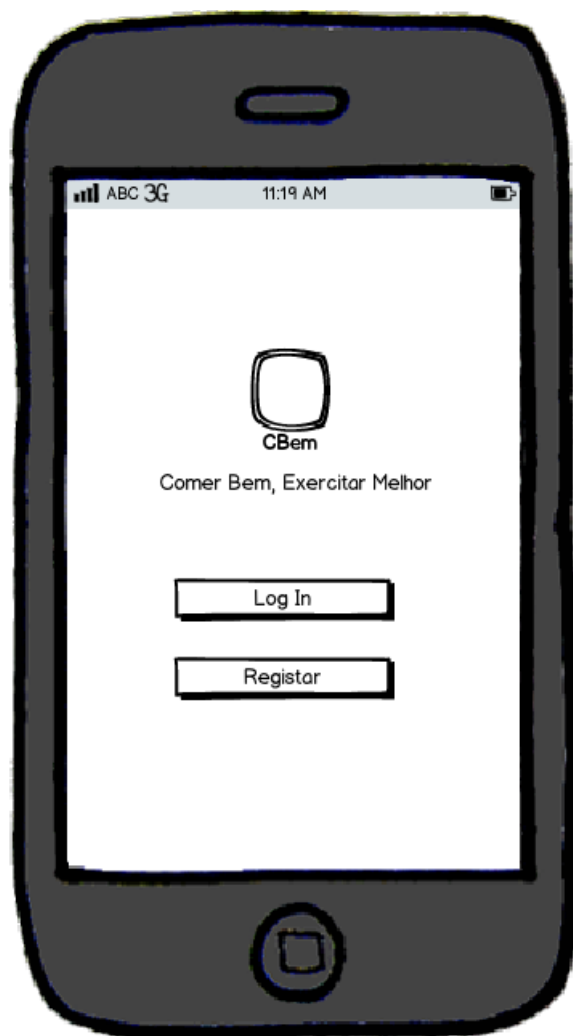 ABC 3G 11:19 AM
CBem
Comer Bem, Exercitar Melhor
Log In
Registar